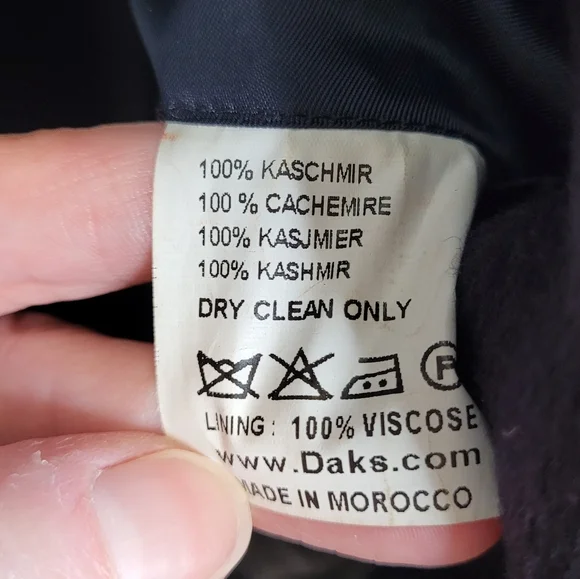 100% KASCHMIR
100 % CACHEMIRE
100% KASJMIER
100% KASHMIR
DRY CLEAN ONLY
P
LINING: 100% VISCOSE
www.Daks.com
MADE IN MOROCCO